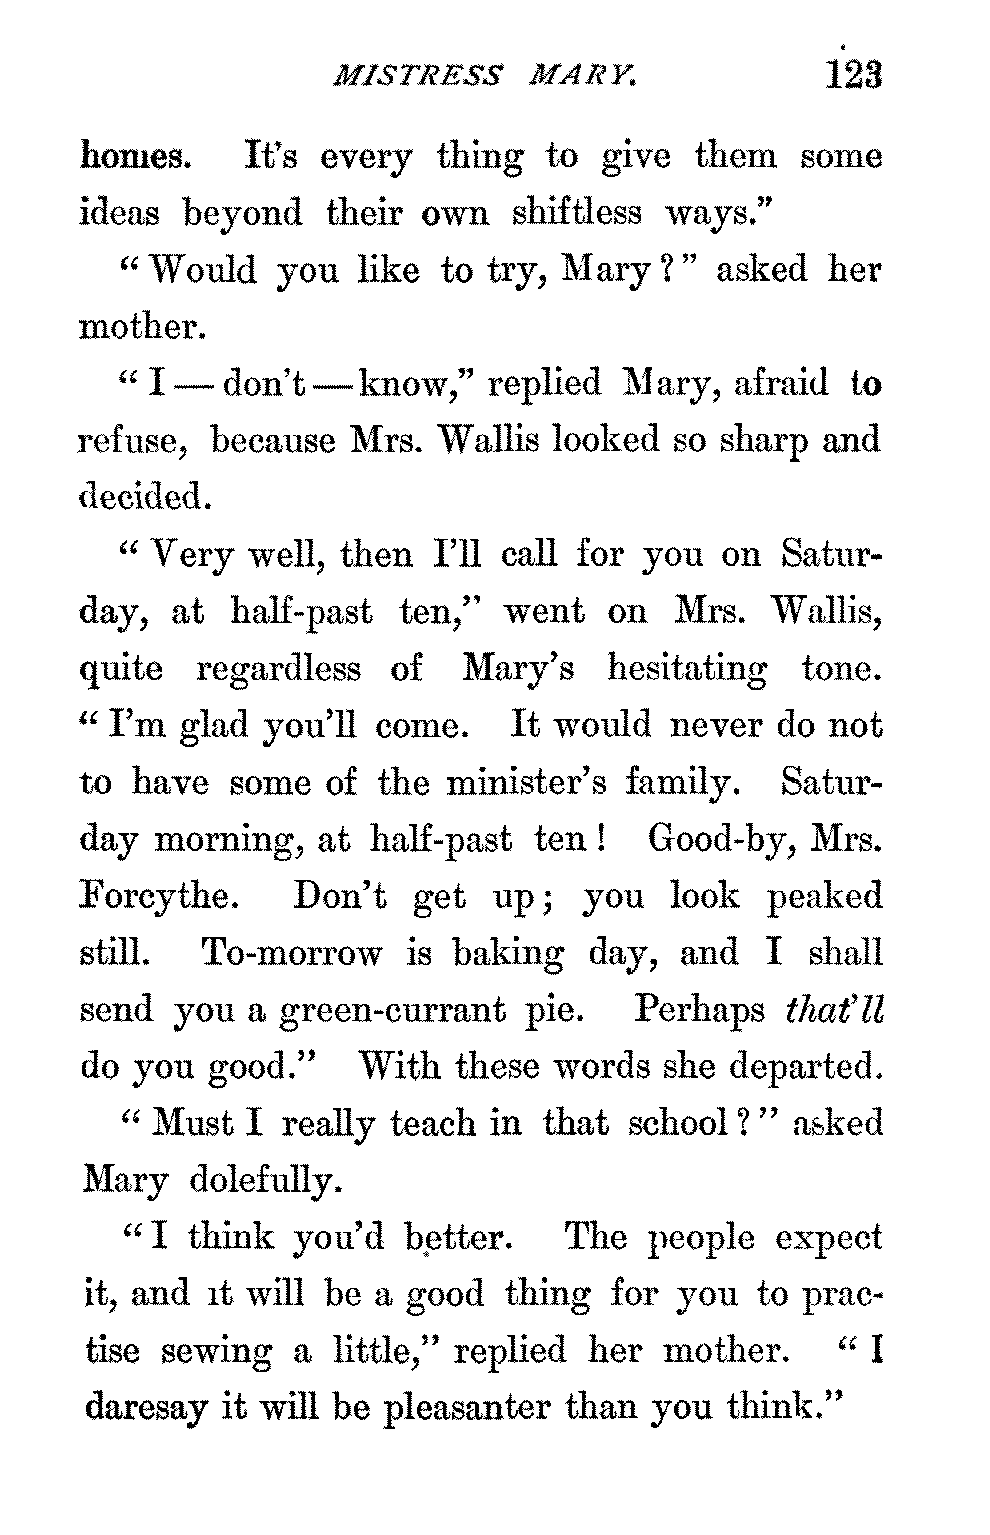 MISTRESS MARY. 123
homes. It's every thing to give them some
ideas beyond their own shiftless ways."
"Would you like to try, Mary?" asked her
mother.
"I — don't — know," replied Mary, afraid to
refuse, because Mrs. Wallis looked so sharp and
decided.
"Very well, then I'll call for you on Satur-
day, at half-past ten," went on Mrs. Wallis,
quite regardless of Mary's hesitating tone.
"I'm glad you'll come. It would never do not
to have some of the minister's family. Satur-
day morning, at half-past ten! Good-by, Mrs.
Forcythe. Don't get up; you look peaked
still. To-morrow is baking day, and I shall
send you a green-currant pie. Perhaps that'll
do you good." With these words she departed.
"Must I really teach in that school?" asked
Mary dolefully.
"I think you'd better. The people expect
it, and it will be a good thing for you to prac-
tise sewing a little," replied her mother. "I
daresay it will be pleasanter than you think."